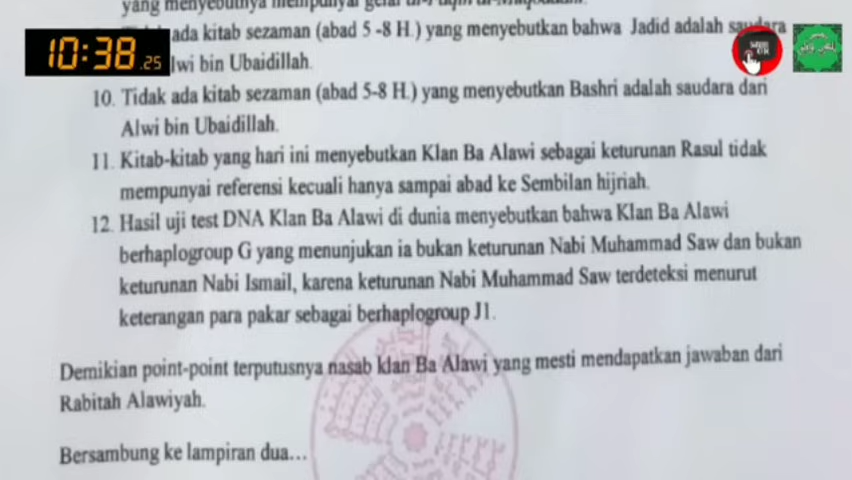 yang menyebutnya mempunyai gelar
ada kitab sezaman (abad 5 -8 H.) yang menyebutkan bahwa Jadid adalah saudara
10:38.25
lwi bin Ubaidillah.
10. Tidak ada kitab sezaman (abad 5-8 H.) yang menyebutkan Bashri adalah saudara dari
Alwi bin Ubaidillah.
11. Kitab-kitab yang hari ini menyebutkan Klan Ba Alawi sebagai keturunan Rasul tidak
mempunyai referensi kecuali hanya sampai abad ke Sembilan hijriah.
12. Hasil uji test DNA Klan Ba Alawi di dunia menyebutkan bahwa Klan Ba Alawi
berhaplogroup G yang menunjukan ia bukan keturunan Nabi Muhammad Saw dan bukan
keturunan Nabi Ismail, karena keturunan Nabi Muhammad Saw terdeteksi menurut
keterangan para pakar sebagai berhaplogroup J1.
Demikian point-point terputusnya nasab klan Ba Alawi yang mesti mendapatkan jawaban dari
Rabitah Alawiyah.
Bersambung ke lampiran dua...